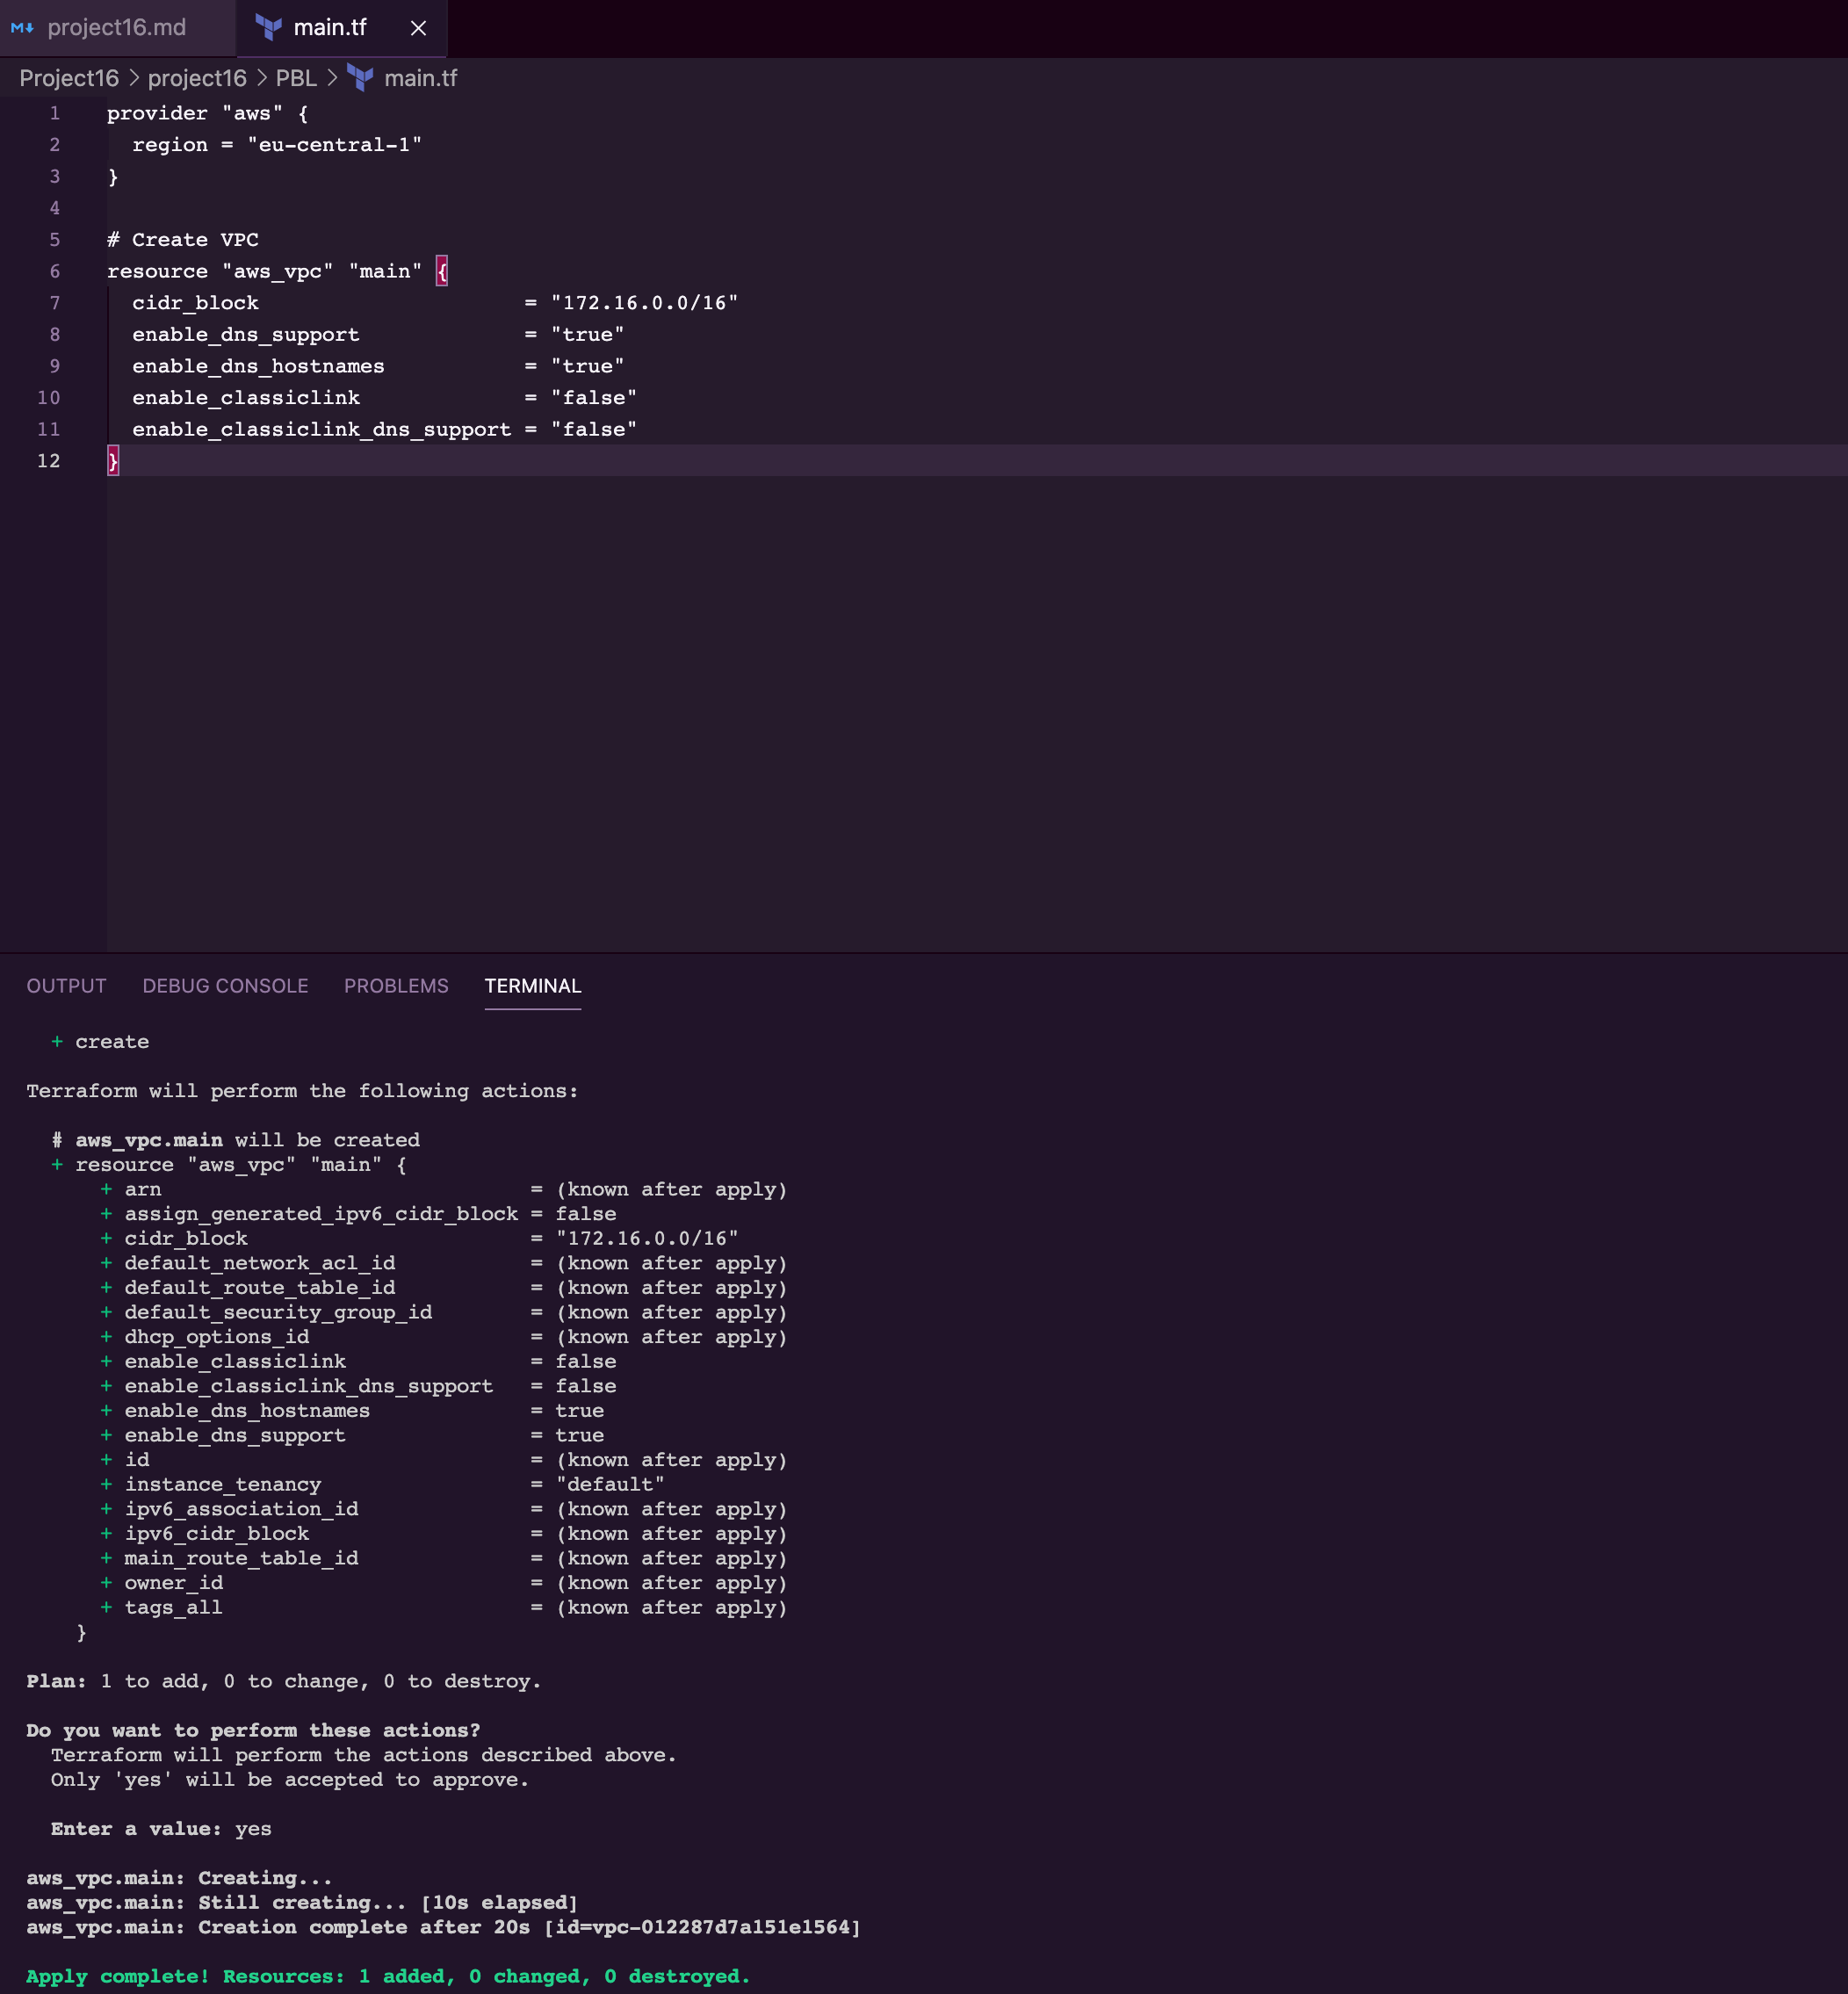 project16.md main.tf
Project16 > project16 > PBL > main.tf
1 provider "aws" {
2   region = "eu-central-1"
3 }
4
5 # Create VPC
6 resource "aws_vpc" "main" {
7   cidr_block                     = "172.16.0.0/16"
8   enable_dns_support             = "true"
9   enable_dns_hostnames           = "true"
10   enable_classiclink             = "false"
11   enable_classiclink_dns_support = "false"
12 }
OUTPUT DEBUG CONSOLE PROBLEMS TERMINAL
  + create
Terraform will perform the following actions:
  # aws_vpc.main will be created
  + resource "aws_vpc" "main" {
      + arn                              = (known after apply)
      + assign_generated_ipv6_cidr_block = false
      + cidr_block                       = "172.16.0.0/16"
      + default_network_acl_id           = (known after apply)
      + default_route_table_id           = (known after apply)
      + default_security_group_id        = (known after apply)
      + dhcp_options_id                  = (known after apply)
      + enable_classiclink               = false
      + enable_classiclink_dns_support   = false
      + enable_dns_hostnames             = true
      + enable_dns_support               = true
      + id                               = (known after apply)
      + instance_tenancy                 = "default"
      + ipv6_association_id              = (known after apply)
      + ipv6_cidr_block                  = (known after apply)
      + main_route_table_id              = (known after apply)
      + owner_id                         = (known after apply)
      + tags_all                         = (known after apply)
    }
Plan: 1 to add, 0 to change, 0 to destroy.
Do you want to perform these actions?
  Terraform will perform the actions described above.
  Only 'yes' will be accepted to approve.
  Enter a value: yes
aws_vpc.main: Creating...
aws_vpc.main: Still creating... [10s elapsed]
aws_vpc.main: Creation complete after 20s [id=vpc-012287d7a151e1564]
Apply complete! Resources: 1 added, 0 changed, 0 destroyed.